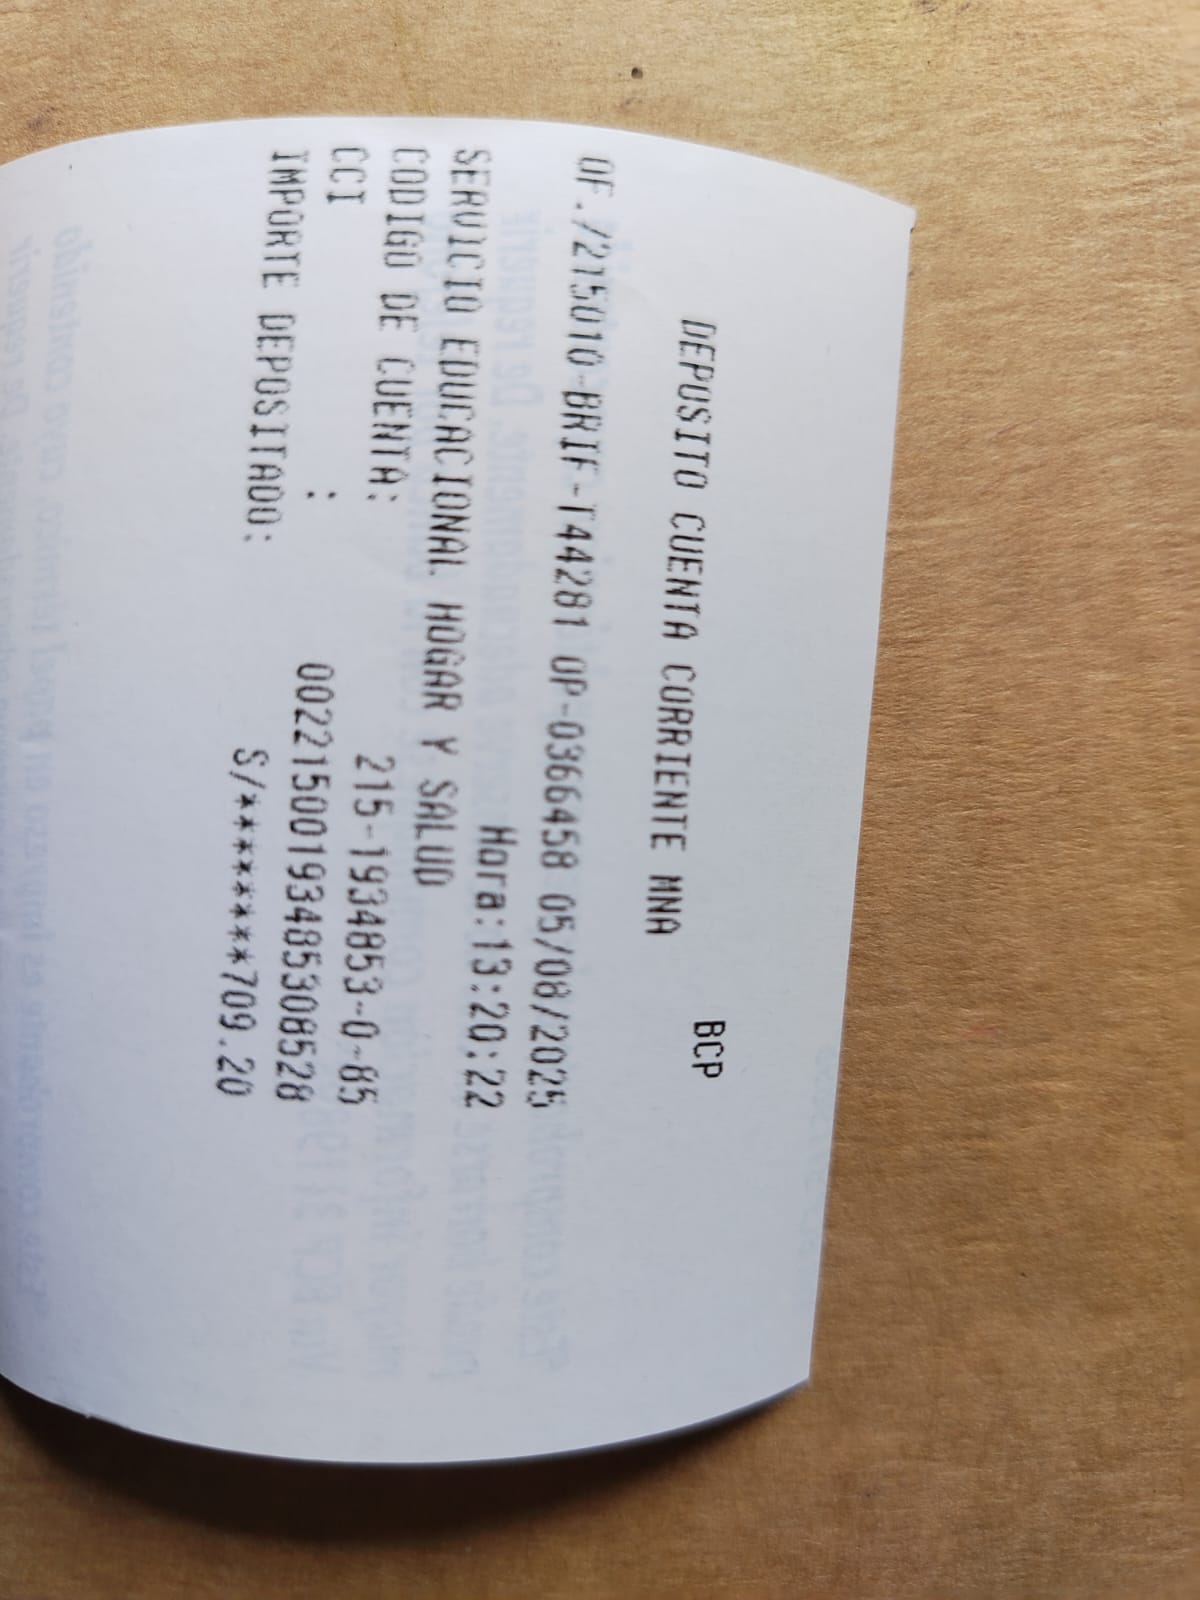 BCP
DEPOSITO CUENTA CORRIENTE MNA
OF./215010-BRIF-T44281 OP-0366458 05/08/2025
Hora:13:20:22
SERVICIO EDUCACIONAL HOGAR Y SALUD
CODIGO DE CUENTA: 215-1934853-0-85
CCI : 00221500193485308528
IMPORTE DEPOSITADO: S/********709.20